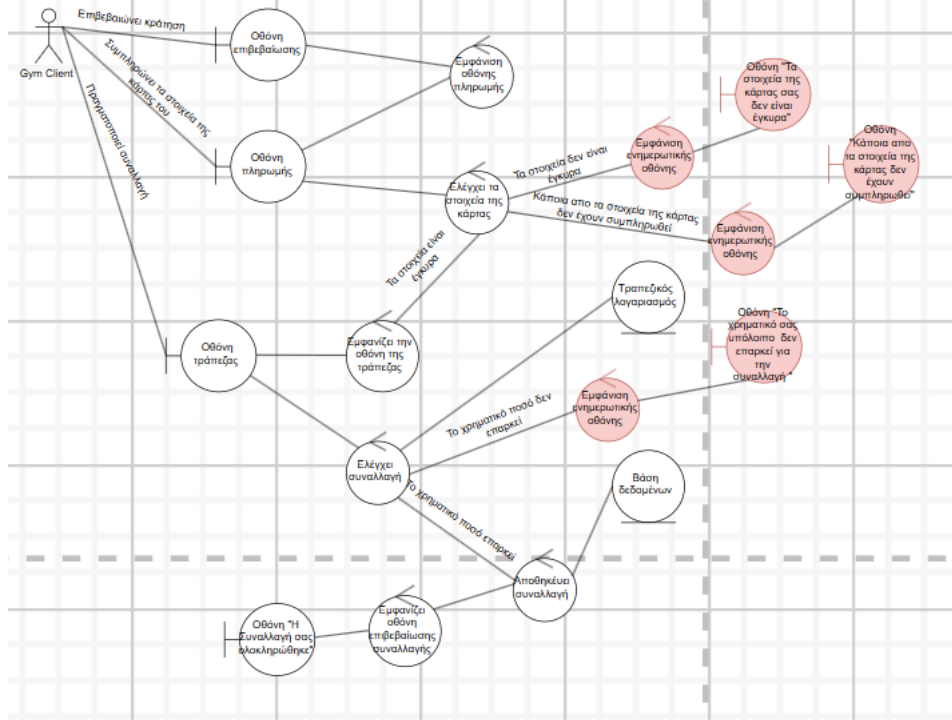 Επιβεβαιώνει κράτηση
Gym Client
Οθόνη
επιβεβαίωσης
Συμπληρώνει τα στοιχεία της
κάρτας του
Πραγματοποιεί συναλλαγή
Εμφάνιση
οθόνης
πληρωμής
Οθόνη "Τα
στοιχεία της
κάρτας σας
δεν είναι
έγκυρα"
Οθόνη
πληρωμής
Εμφάνιση
ενημερωτικής
οθόνης
Οθόνη
"Κάποια απο
τα στοιχεία της
κάρτας δεν
έχουν
συμπληρωθεί"
Τα στοιχεία δεν είναι
έγκυρα
Ελέγχει τα
στοιχεία της
κάρτας
Κάποια απο τα στοιχεία της κάρτας
δεν έχουν συμπληρωθεί
Εμφάνιση
ενημερωτικής
οθόνης
Τα στοιχεία είναι
έγκυρα
Τραπεζικός
λογαριασμός
Οθόνη "Το
χρηματικό σας
υπόλοιπο δεν
επαρκεί για
την
συναλλαγή "
Οθόνη
τράπεζας
Εμφανίζει την
οθόνη της
τράπεζας
Το χρηματικό ποσό δεν
επαρκεί
Εμφάνιση
ενημερωτικής
οθόνης
Ελέγχει
συναλλαγή
Το χρηματικό ποσό επαρκεί
Βάση
δεδομένων
Αποθηκέυει
συναλλαγή
Εμφανίζει
οθόνη
επιβεβαίωσης
συναλλαγής
Οθόνη "Η
Συναλλαγή σας
ολοκληρώθηκε"